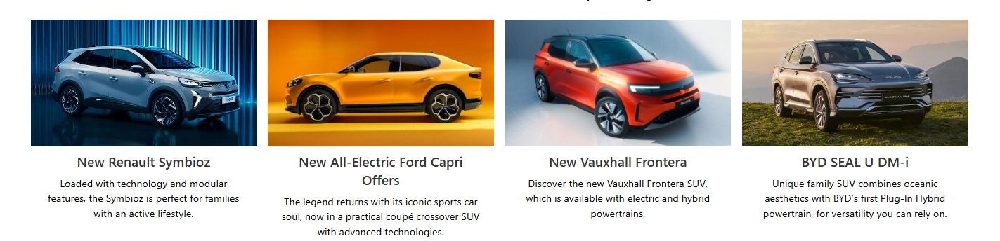 New Renault Symbioz
Loaded with technology and modular
features, the Symbioz is perfect for families
with an active lifestyle.
New All-Electric Ford Capri
Offers
The legend returns with its iconic sports car
soul, now in a practical coupé crossover SUV
with advanced technologies.
New Vauxhall Frontera
Discover the new Vauxhall Frontera SUV,
which is available with electric and hybrid
powertrains.
BYD SEAL U DM-i
Unique family SUV combines oceanic
aesthetics with BYD’s first Plug-In Hybrid
powertrain, for versatility you can rely on.